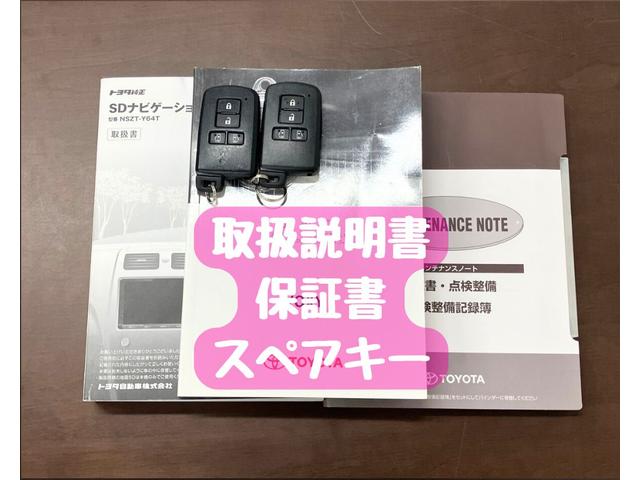 トヨタ純正
SDナビゲーショ
型番 NSZT-Y64T
取扱書
取扱説明書
保証書
スペアキー
TOYOTA
トヨタ自動車株式会社
TENANCE NOTE
ンテナンスノート
書・点検整備
検整備記録簿
TOYOTA